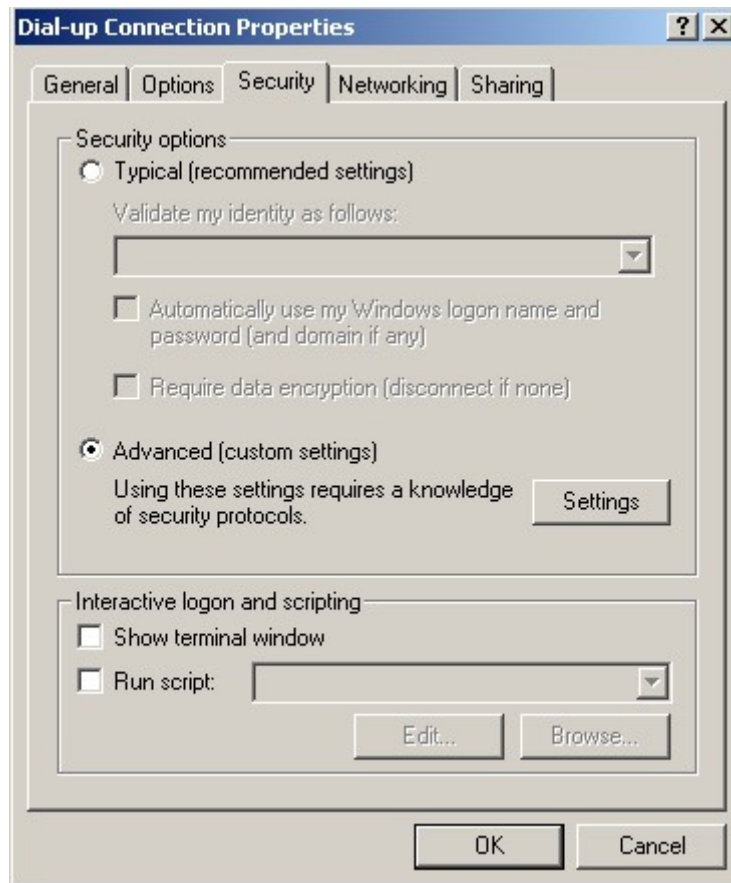 Dial-up Connection Properties
General Options Security Networking Sharing
Security options
Typical (recommended settings)
Validate my identity as follows:
Automatically use my Windows logon name and
password (and domain if any)
Require data encryption (disconnect if none)
Advanced (custom settings)
Using these settings requires a knowledge
of security protocols.
Settings
Interactive logon and scripting
Show terminal window
Run script:
Edit... Browse...
OK Cancel